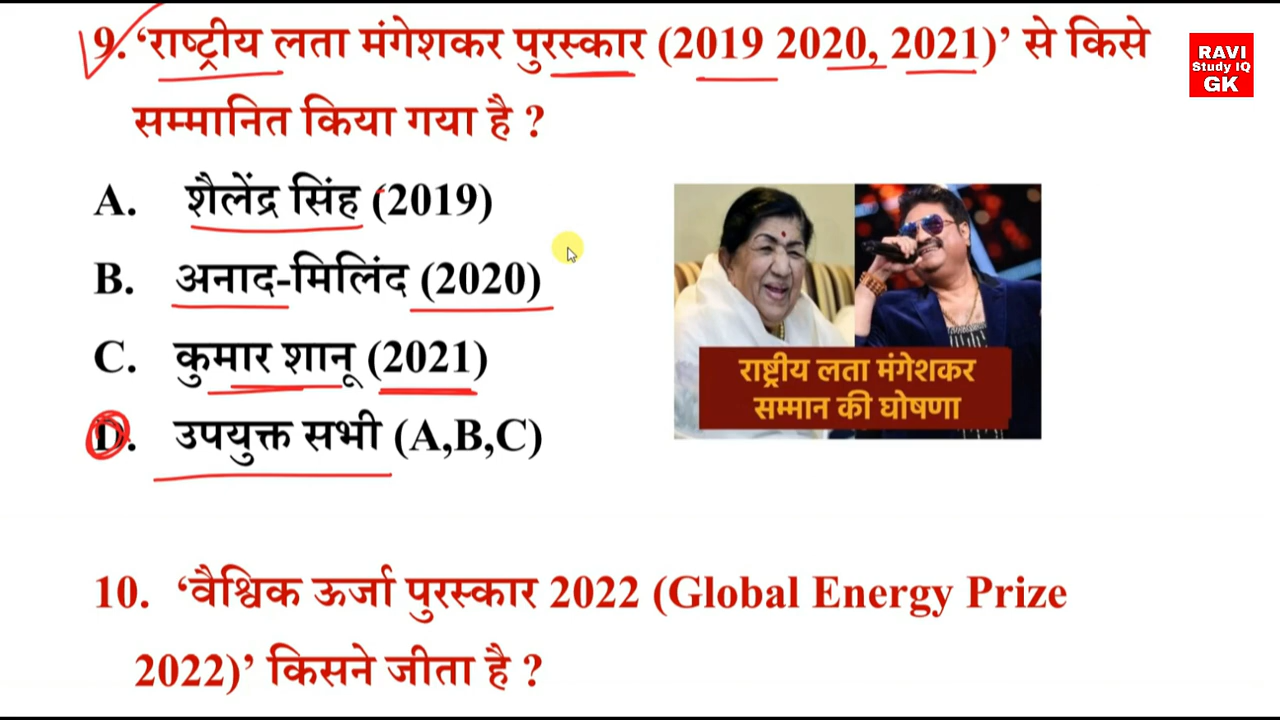 9. ‘राष्ट्रीय लता मंगेशकर पुरस्कार (2019 2020, 2021)’ से किसे
सम्मानित किया गया है ?
RAVI
Study IQ
GK
A. शैलेंद्र सिंह (2019)
B. अनाद-मिलिंद (2020)
C. कुमार शानू (2021)
D. उपयुक्त सभी (A,B,C)
राष्ट्रीय लता मंगेशकर
सम्मान की घोषणा
10. ‘वैश्विक ऊर्जा पुरस्कार 2022 (Global Energy Prize
2022)’ किसने जीता है ?